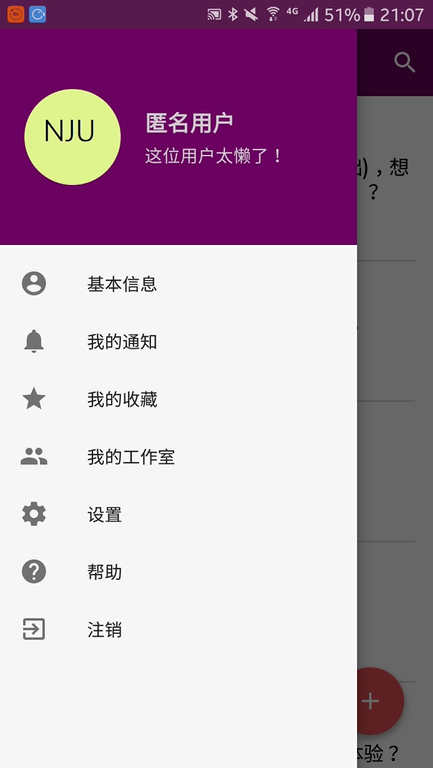 4G 51% 21:07
NJU
匿名用户
这位用户太懒了！
出)，想
？
基本信息
我的通知
我的收藏
我的工作室
设置
帮助
注销
体验？